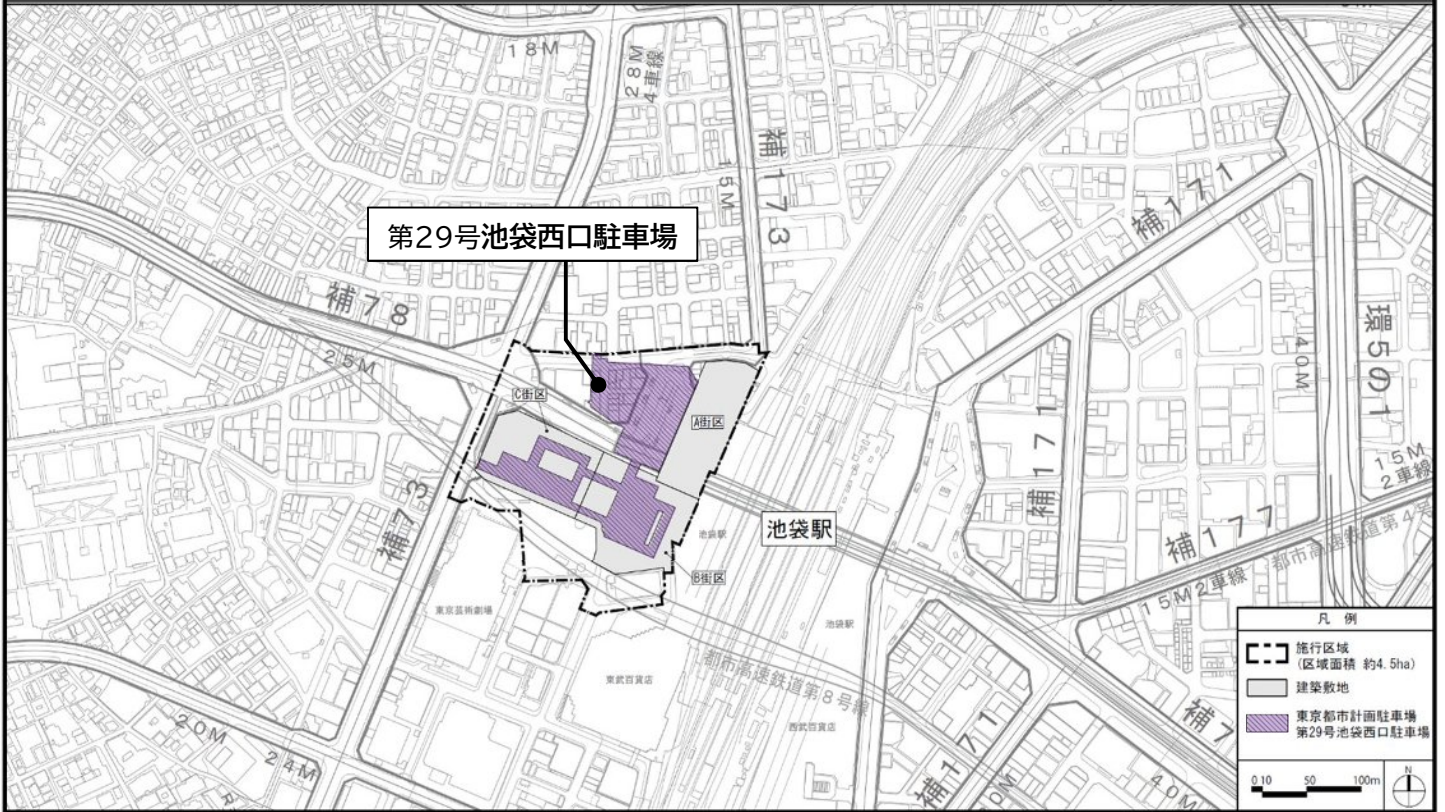 18M
28M
4車線
補173
15M
第29号池袋西口駐車場
補171
環5の1
40M
補78
25M
C街区
A街区
補171
15M
2車線
補73
池袋駅
池袋駅
補177
都市高速鉄道第4号
15M2車線
B街区
東京芸術劇場
池袋駅
都市高速鉄道第8号線
東武百貨店
西武百貨店
20M
24M
補171
補7
40M
凡例
施行区域
(区域面積 約4.5ha)
建築敷地
東京都市計画駐車場
第29号池袋西口駐車場
0 10 50 100m
N